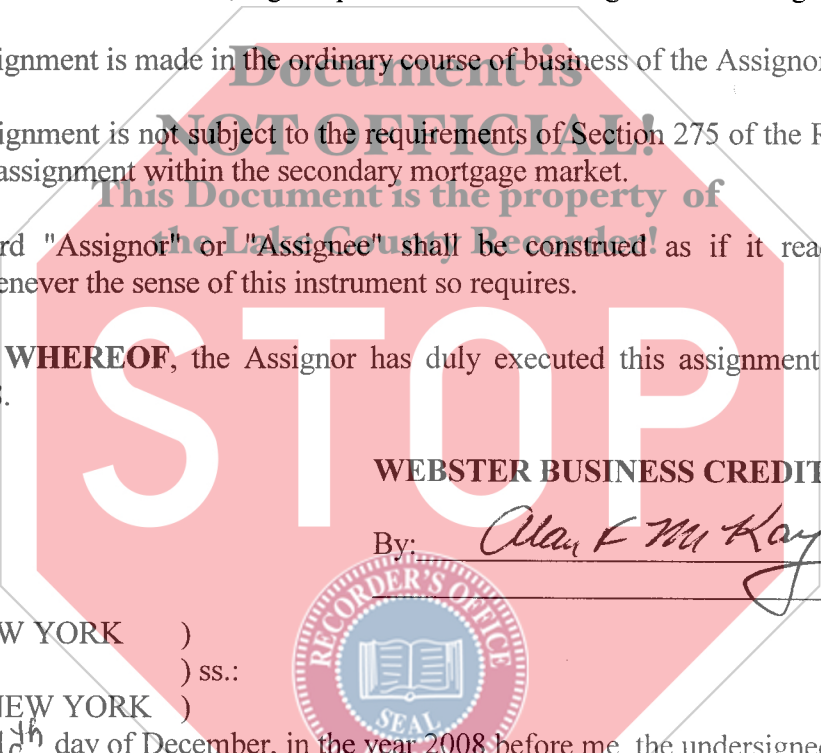 ignment is made in the ordinary course of business of the Assignor
Document is
ignment is not subject to the requirements of Section 275 of the R
NOT OFFICIAL!
assignment within the secondary mortgage market.
This Document is the property of
the Lake County Recorder!
rd "Assignor" or "Assignee" shall be construed as if it rea
enever the sense of this instrument so requires.
WHEREOF, the Assignor has duly executed this assignment
STOP
WEBSTER BUSINESS CREDIT
By: Alan F McKay
RECORDER'S OFFICE
SEAL
W YORK )
) ss.:
NEW YORK )
day of December, in the year 2008 before me, the undersigned